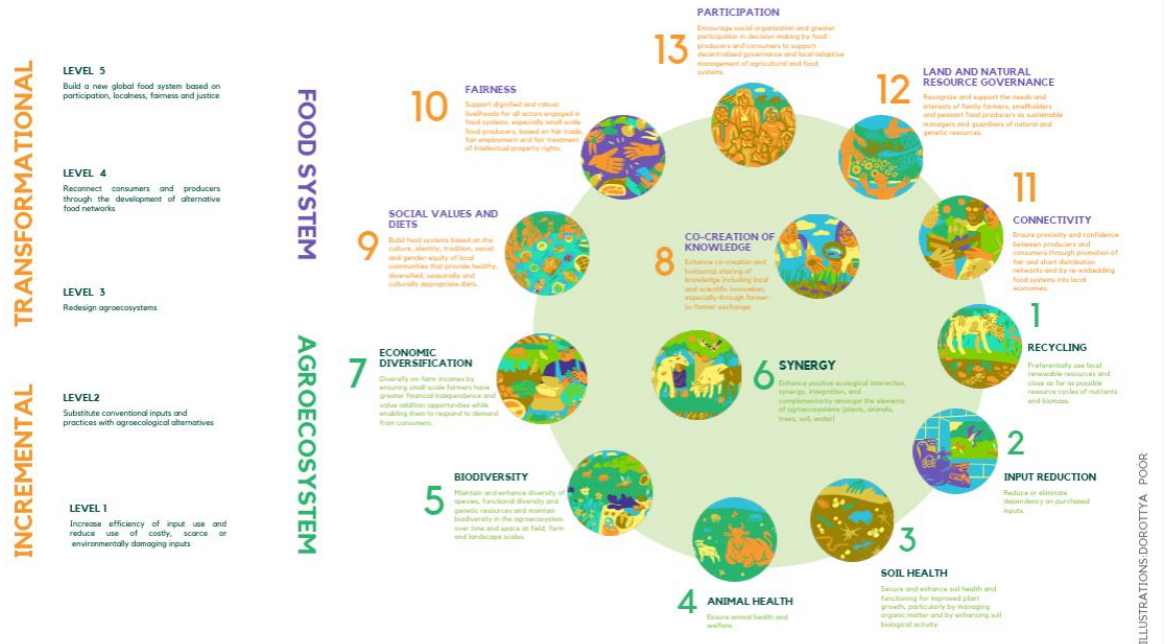 TRANSFORMATIONAL
INCREMENTAL
LEVEL 5
Build a new global food system based on
participation, localness, fairness and justice
LEVEL 4
Reconnect consumers and producers
through the development of alternative
food networks
LEVEL 3
Redesign agroecosystems
LEVEL2
Substitute conventional inputs and
practices with agroecological alternatives
LEVEL 1
Increase efficiency of input use and
reduce use of costly, scarce or
environmentally damaging inputs
FOOD SYSTEM
AGROECOSYSTEM
13
PARTICIPATION
Encourage social organization and greater
participation in decision making by food
producers and consumers to support
decentralized governance and local adaptive
management of agricultural and food
systems.
12
LAND AND NATURAL
RESOURCE GOVERNANCE
Recognize and support the needs and
interests of family farmers, smallholders
and peasant food producers as sustainable
managers and guardians of natural and
genetic resources.
10
FAIRNESS
Support dignified and robust
livelihoods for all actors engaged in
food systems, especially small-scale
food producers, based on fair trade,
fair employment and fair treatment
of intellectual property rights.
11
CONNECTIVITY
Ensure proximity and confidence
between producers and
consumers through promotion of
fair and short distribution
networks and by re-embedding
food systems into local
economies.
9
SOCIAL VALUES AND
DIETS
Build food systems based on the
culture, identity, tradition, social
and gender equity of local
communities that provide healthy,
diversified, seasonally and
culturally appropriate diets.
8
CO-CREATION OF
KNOWLEDGE
Enhance co-creation and
horizontal sharing of
knowledge including local
and scientific innovation,
especially through farmer-
to-farmer exchange.
1
RECYCLING
Preferentially use local
renewable resources and
close as far as possible
resource cycles of nutrients
and biomass.
7
ECONOMIC
DIVERSIFICATION
Diversify on-farm incomes by
ensuring small-scale farmers have
greater financial independence and
value addition opportunities while
enabling them to respond to demand
from consumers.
6
SYNERGY
Enhance positive ecological interaction,
synergy, integration, and
complementarity amongst the elements
of agroecosystems (plants, animals,
trees, soil, water)
2
INPUT REDUCTION
Reduce or eliminate
dependency on purchased
inputs.
5
BIODIVERSITY
Maintain and enhance diversity of
species, functional diversity and
genetic resources and maintain
biodiversity in the agroecosystem
over time and space at field, farm
and landscape scales.
3
SOIL HEALTH
Secure and enhance soil health and
functioning for improved plant
growth, particularly by managing
organic matter and by enhancing soil
biological activity.
4
ANIMAL HEALTH
Ensure animal health and
welfare.
ILLUSTRATIONS:DOROTTYA POÓR